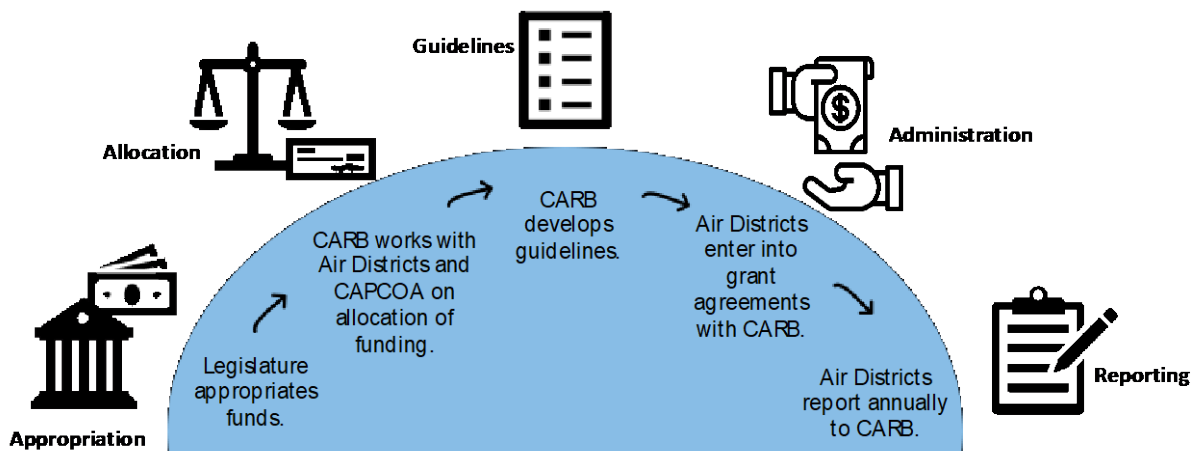 Appropriation
Legislature
appropriates
funds.
Allocation
CARB works with
Air Districts and
CAPCOA on
allocation of
funding.
Guidelines
CARB
develops
guidelines.
Administration
$
Air Districts
enter into
grant
agreements
with CARB.
Reporting
Air Districts
report annually
to CARB.